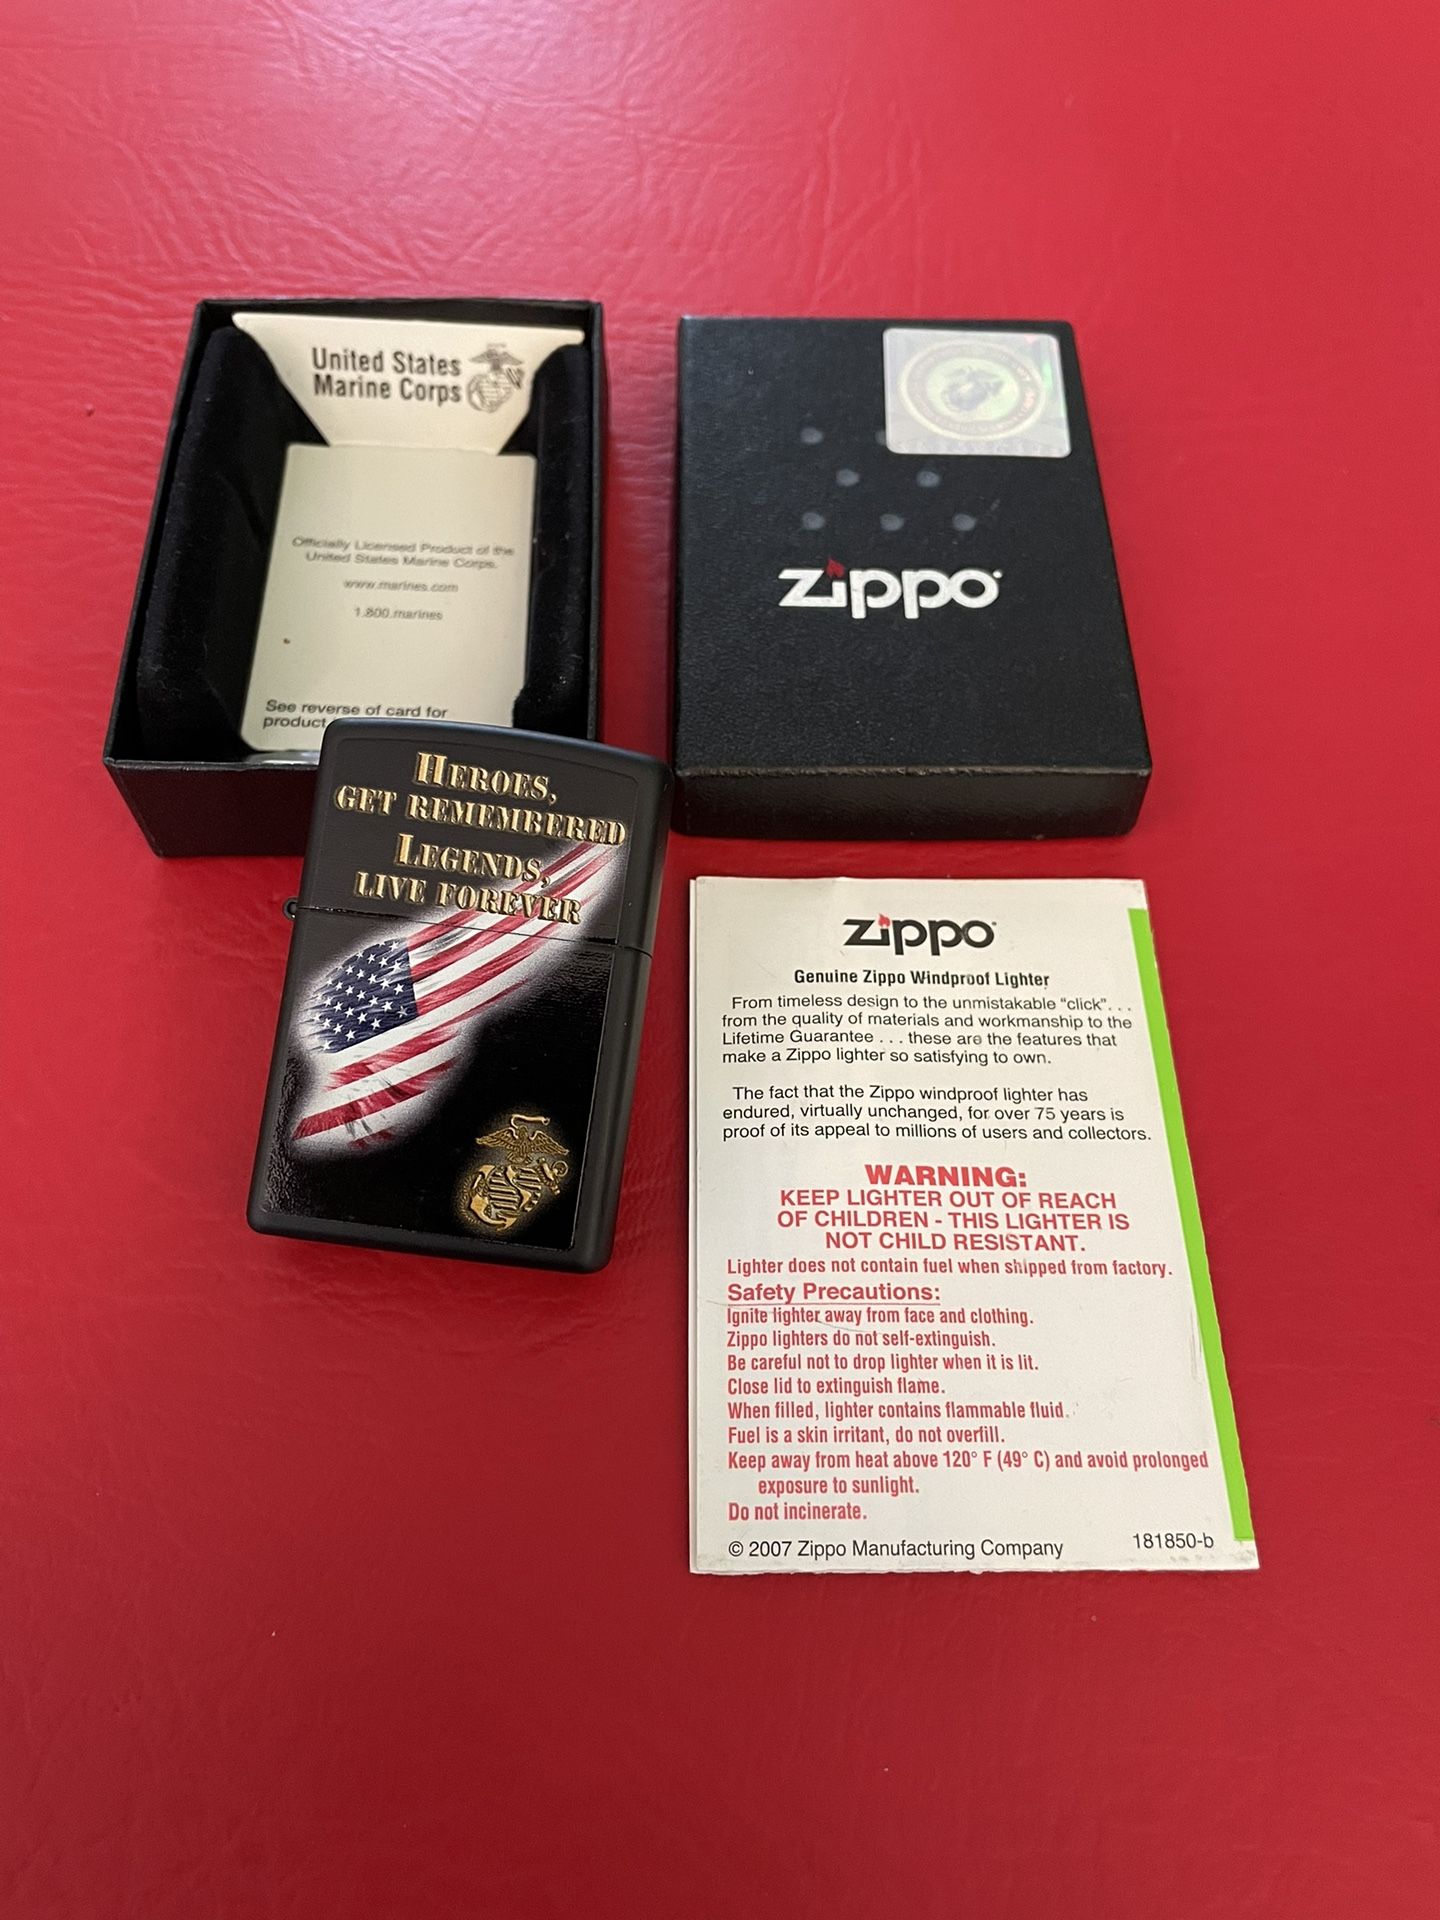 United States
Marine Corps
Officially Licensed Product of the
United States Marine Corps.
www.marines.com
1.800.marines
See reverse of card for
product
zippo
HEROES,
GET REMEMBERED
LEGENDS,
LIVE FOREVER
zippo
Genuine Zippo Windproof Lighter
From timeless design to the unmistakable “click”. . .
from the quality of materials and workmanship to the
Lifetime Guarantee . . . these are the features that
make a Zippo lighter so satisfying to own.
The fact that the Zippo windproof lighter has
endured, virtually unchanged, for over 75 years is
proof of its appeal to millions of users and collectors.
WARNING:
KEEP LIGHTER OUT OF REACH
OF CHILDREN - THIS LIGHTER IS
NOT CHILD RESISTANT.
Lighter does not contain fuel when shipped from factory.
Safety Precautions:
Ignite lighter away from face and clothing.
Zippo lighters do not self-extinguish.
Be careful not to drop lighter when it is lit.
Close lid to extinguish flame.
When filled, lighter contains flammable fluid.
Fuel is a skin irritant, do not overfill.
Keep away from heat above 120° F (49° C) and avoid prolonged
exposure to sunlight.
Do not incinerate.
© 2007 Zippo Manufacturing Company
181850-b